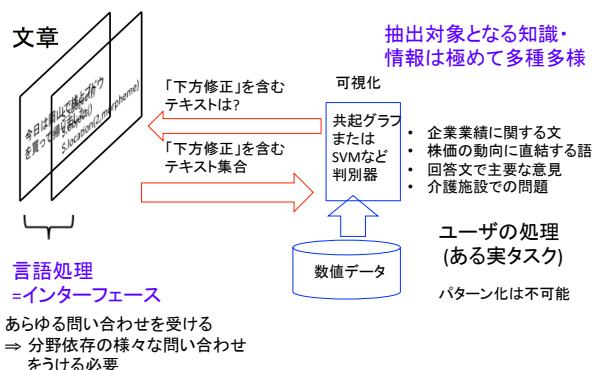 文章
抽出対象となる知識・
情報は極めて多種多様
「下方修正」を含む
テキストは?
可視化
共起グラフ
または
SVMなど
判別器
「下方修正」を含む
テキスト集合
• 企業業績に関する文
• 株価の動向に直結する語
• 回答文で主要な意見
• 介護施設での問題
$.location(2,morpheme)
数値データ
ユーザの処理
(ある実タスク)
パターン化は不可能
言語処理
=インターフェース
あらゆる問い合わせを受ける
⇒ 分野依存の様々な問い合わせ
をうける必要